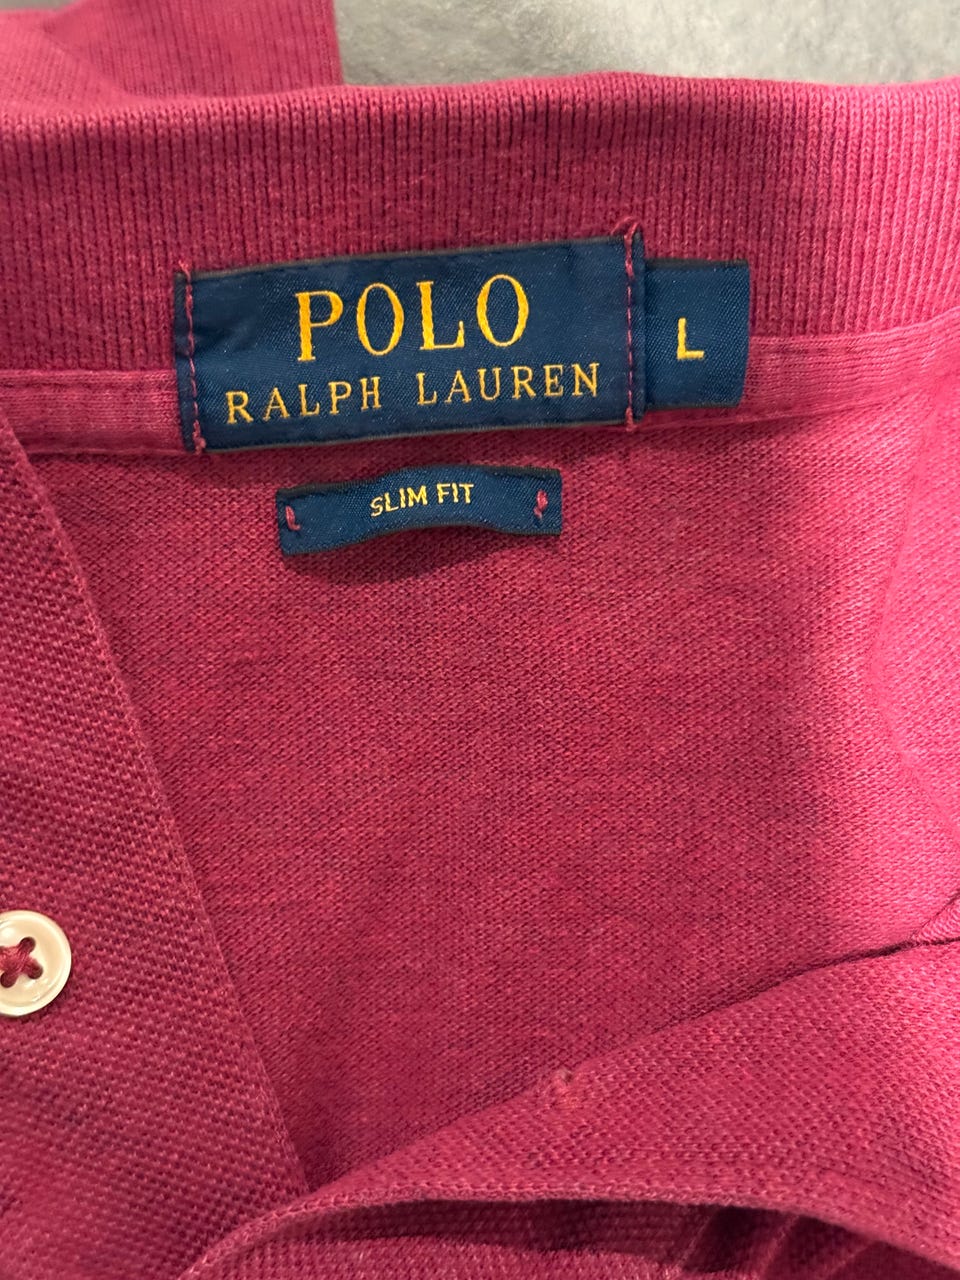 POLO
RALPH LAUREN
L
SLIM FIT